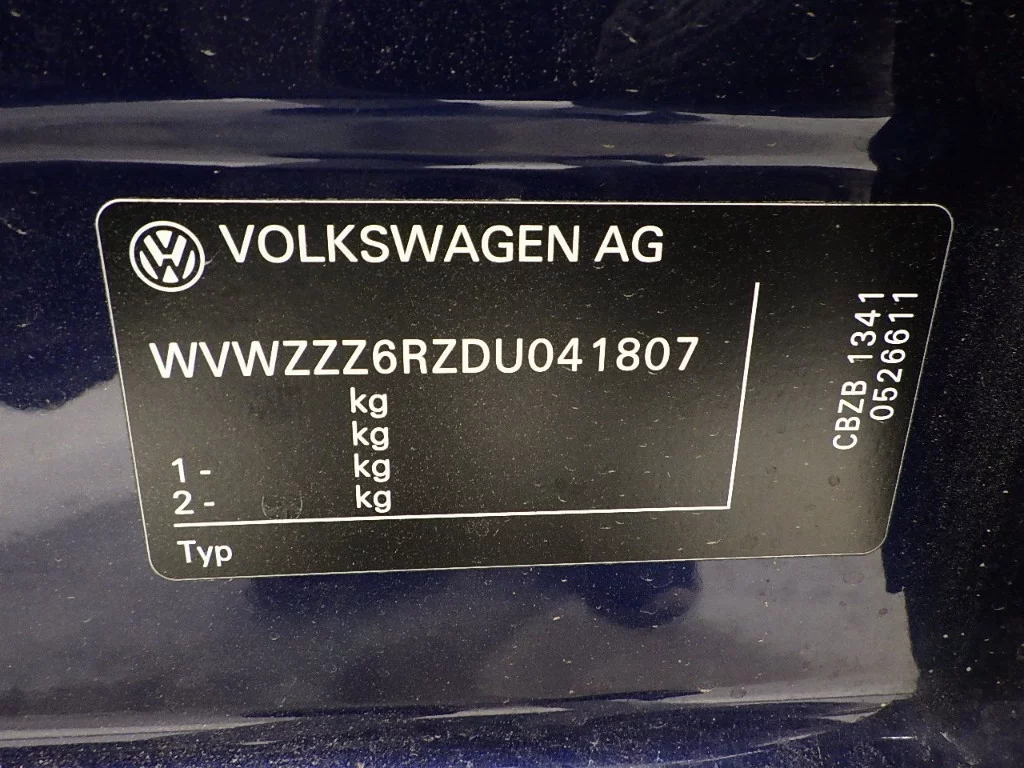 VOLKSWAGEN AG
WVWZZZ6RZDU041807
kg
kg
1 - kg
2 - kg
Typ
CBZB 1341
0526611